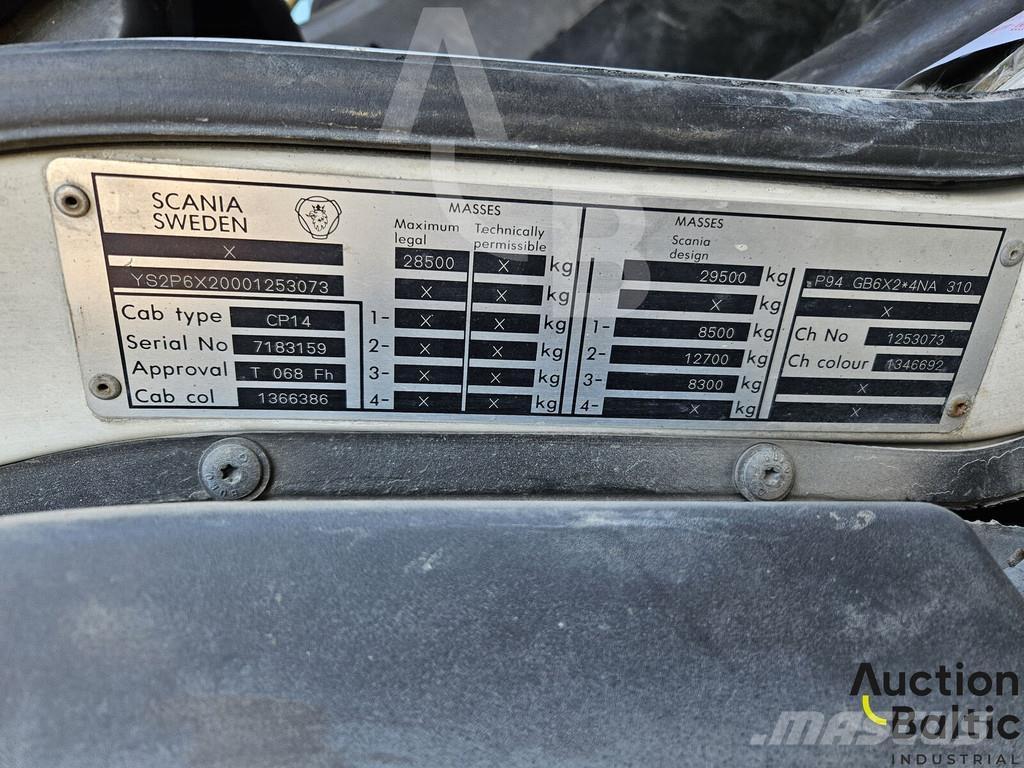 SCANIA
SWEDEN
X
YS2P6X20001253073
Cab type CP14
Serial No 7183159
Approval T 068 Fh
Cab col 1366386
MASSES
Maximum legal Technically permissible
28500 X kg
X X kg
1- X X kg
2- X X kg
3- X X kg
4- X X kg
MASSES
Scania design
29500 kg
X kg
1- 8500 kg
2- 12700 kg
3- 8300 kg
4- X kg
P94 GB6X2*4NA 310
X
Ch No 1253073
Ch colour 1346692
X
X
AB
Auction
Baltic
INDUSTRIAL
MASCUS